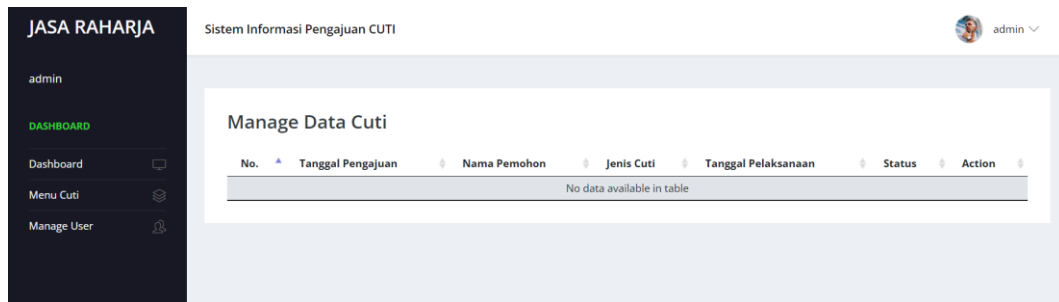 JASA RAHARJA
Sistem Informasi Pengajuan CUTI
admin
admin
DASHBOARD
Dashboard
Menu Cuti
Manage User
Manage Data Cuti
No. Tanggal Pengajuan Nama Pemohon Jenis Cuti Tanggal Pelaksanaan Status Action
No data available in table